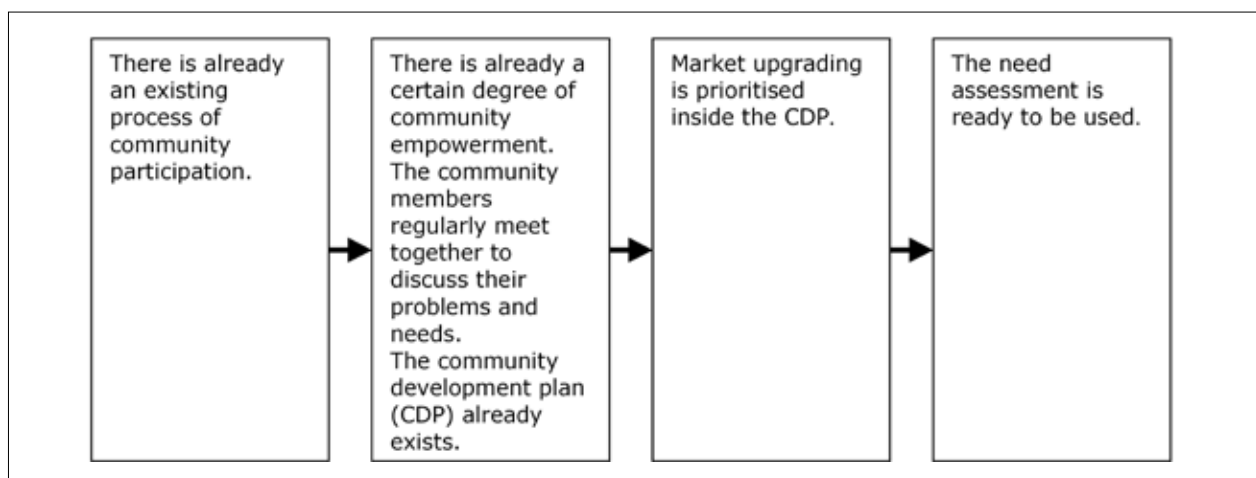 There is already
an existing
process of
community
participation.
There is already a
certain degree of
community
empowerment.
The community
members
regularly meet
together to
discuss their
problems and
needs.
The community
development plan
(CDP) already
exists.
Market upgrading
is prioritised
inside the CDP.
The need
assessment is
ready to be used.